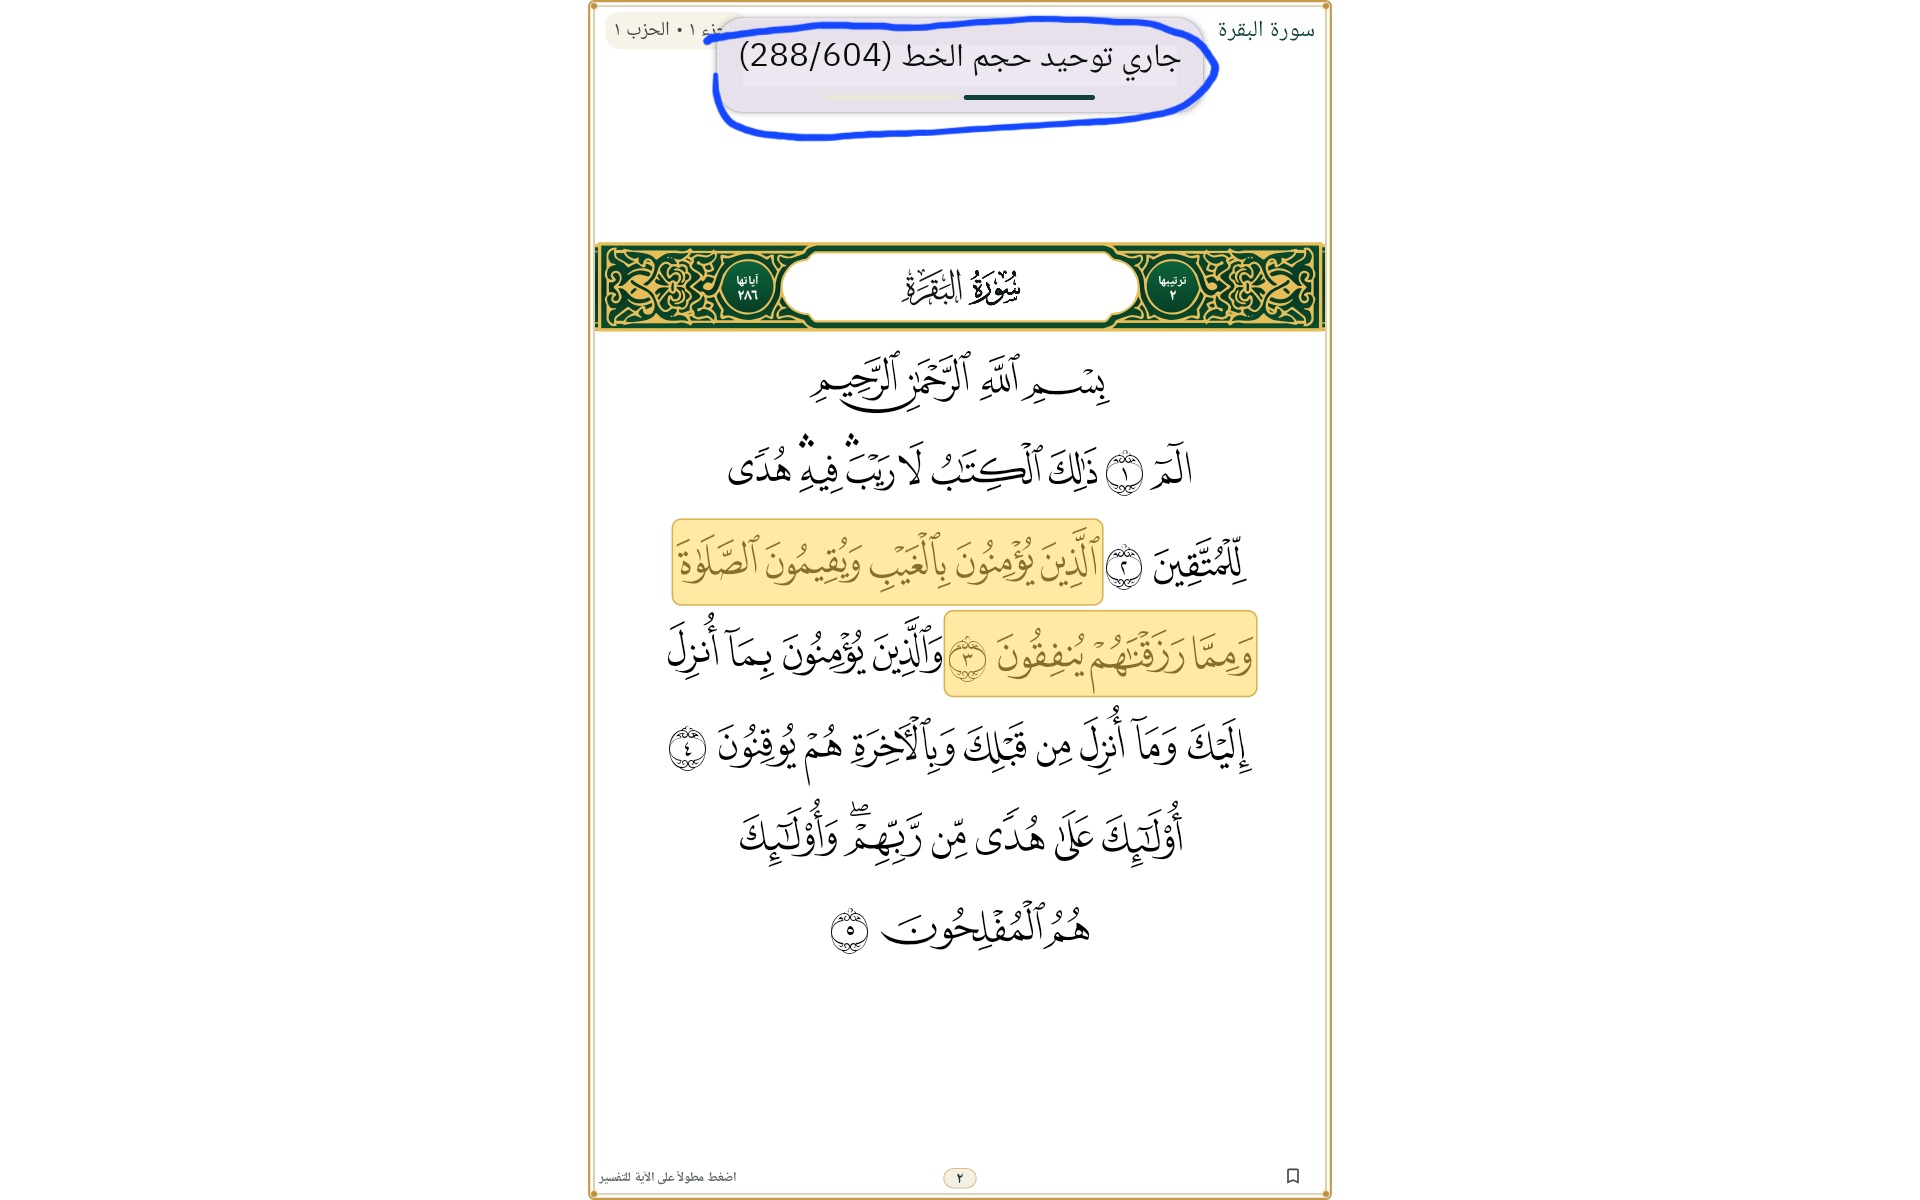 سورة البقرة
جزء ١ • الحزب ١
جاري توحيد حجم الخط (288/604)
ترتيبها
٢
سُورَةُ البَقَرَةِ
آياتها
٢٨٦
بِسْمِ ٱللَّهِ ٱلرَّحْمَٰنِ ٱلرَّحِيمِ
الٓمٓ ١ ذَٰلِكَ ٱلْكِتَٰبُ لَا رَيْبَ ۛ فِيهِ ۛ هُدًى
لِّلْمُتَّقِينَ ٢ ٱلَّذِينَ يُؤْمِنُونَ بِٱلْغَيْبِ وَيُقِيمُونَ ٱلصَّلَوٰةَ
وَمِمَّا رَزَقْنَٰهُمْ يُنفِقُونَ ٣ وَٱلَّذِينَ يُؤْمِنُونَ بِمَآ أُنزِلَ
إِلَيْكَ وَمَآ أُنزِلَ مِن قَبْلِكَ وَبِٱلْأَخِرَةِ هُمْ يُوقِنُونَ ٤
أُوْلَٰٓئِكَ عَلَىٰ هُدًى مِّن رَّبِّهِمْ ۖ وَأُوْلَٰٓئِكَ
هُمُ ٱلْمُفْلِحُونَ ٥
اضغط مطولاً على الآية للتفسير
٢